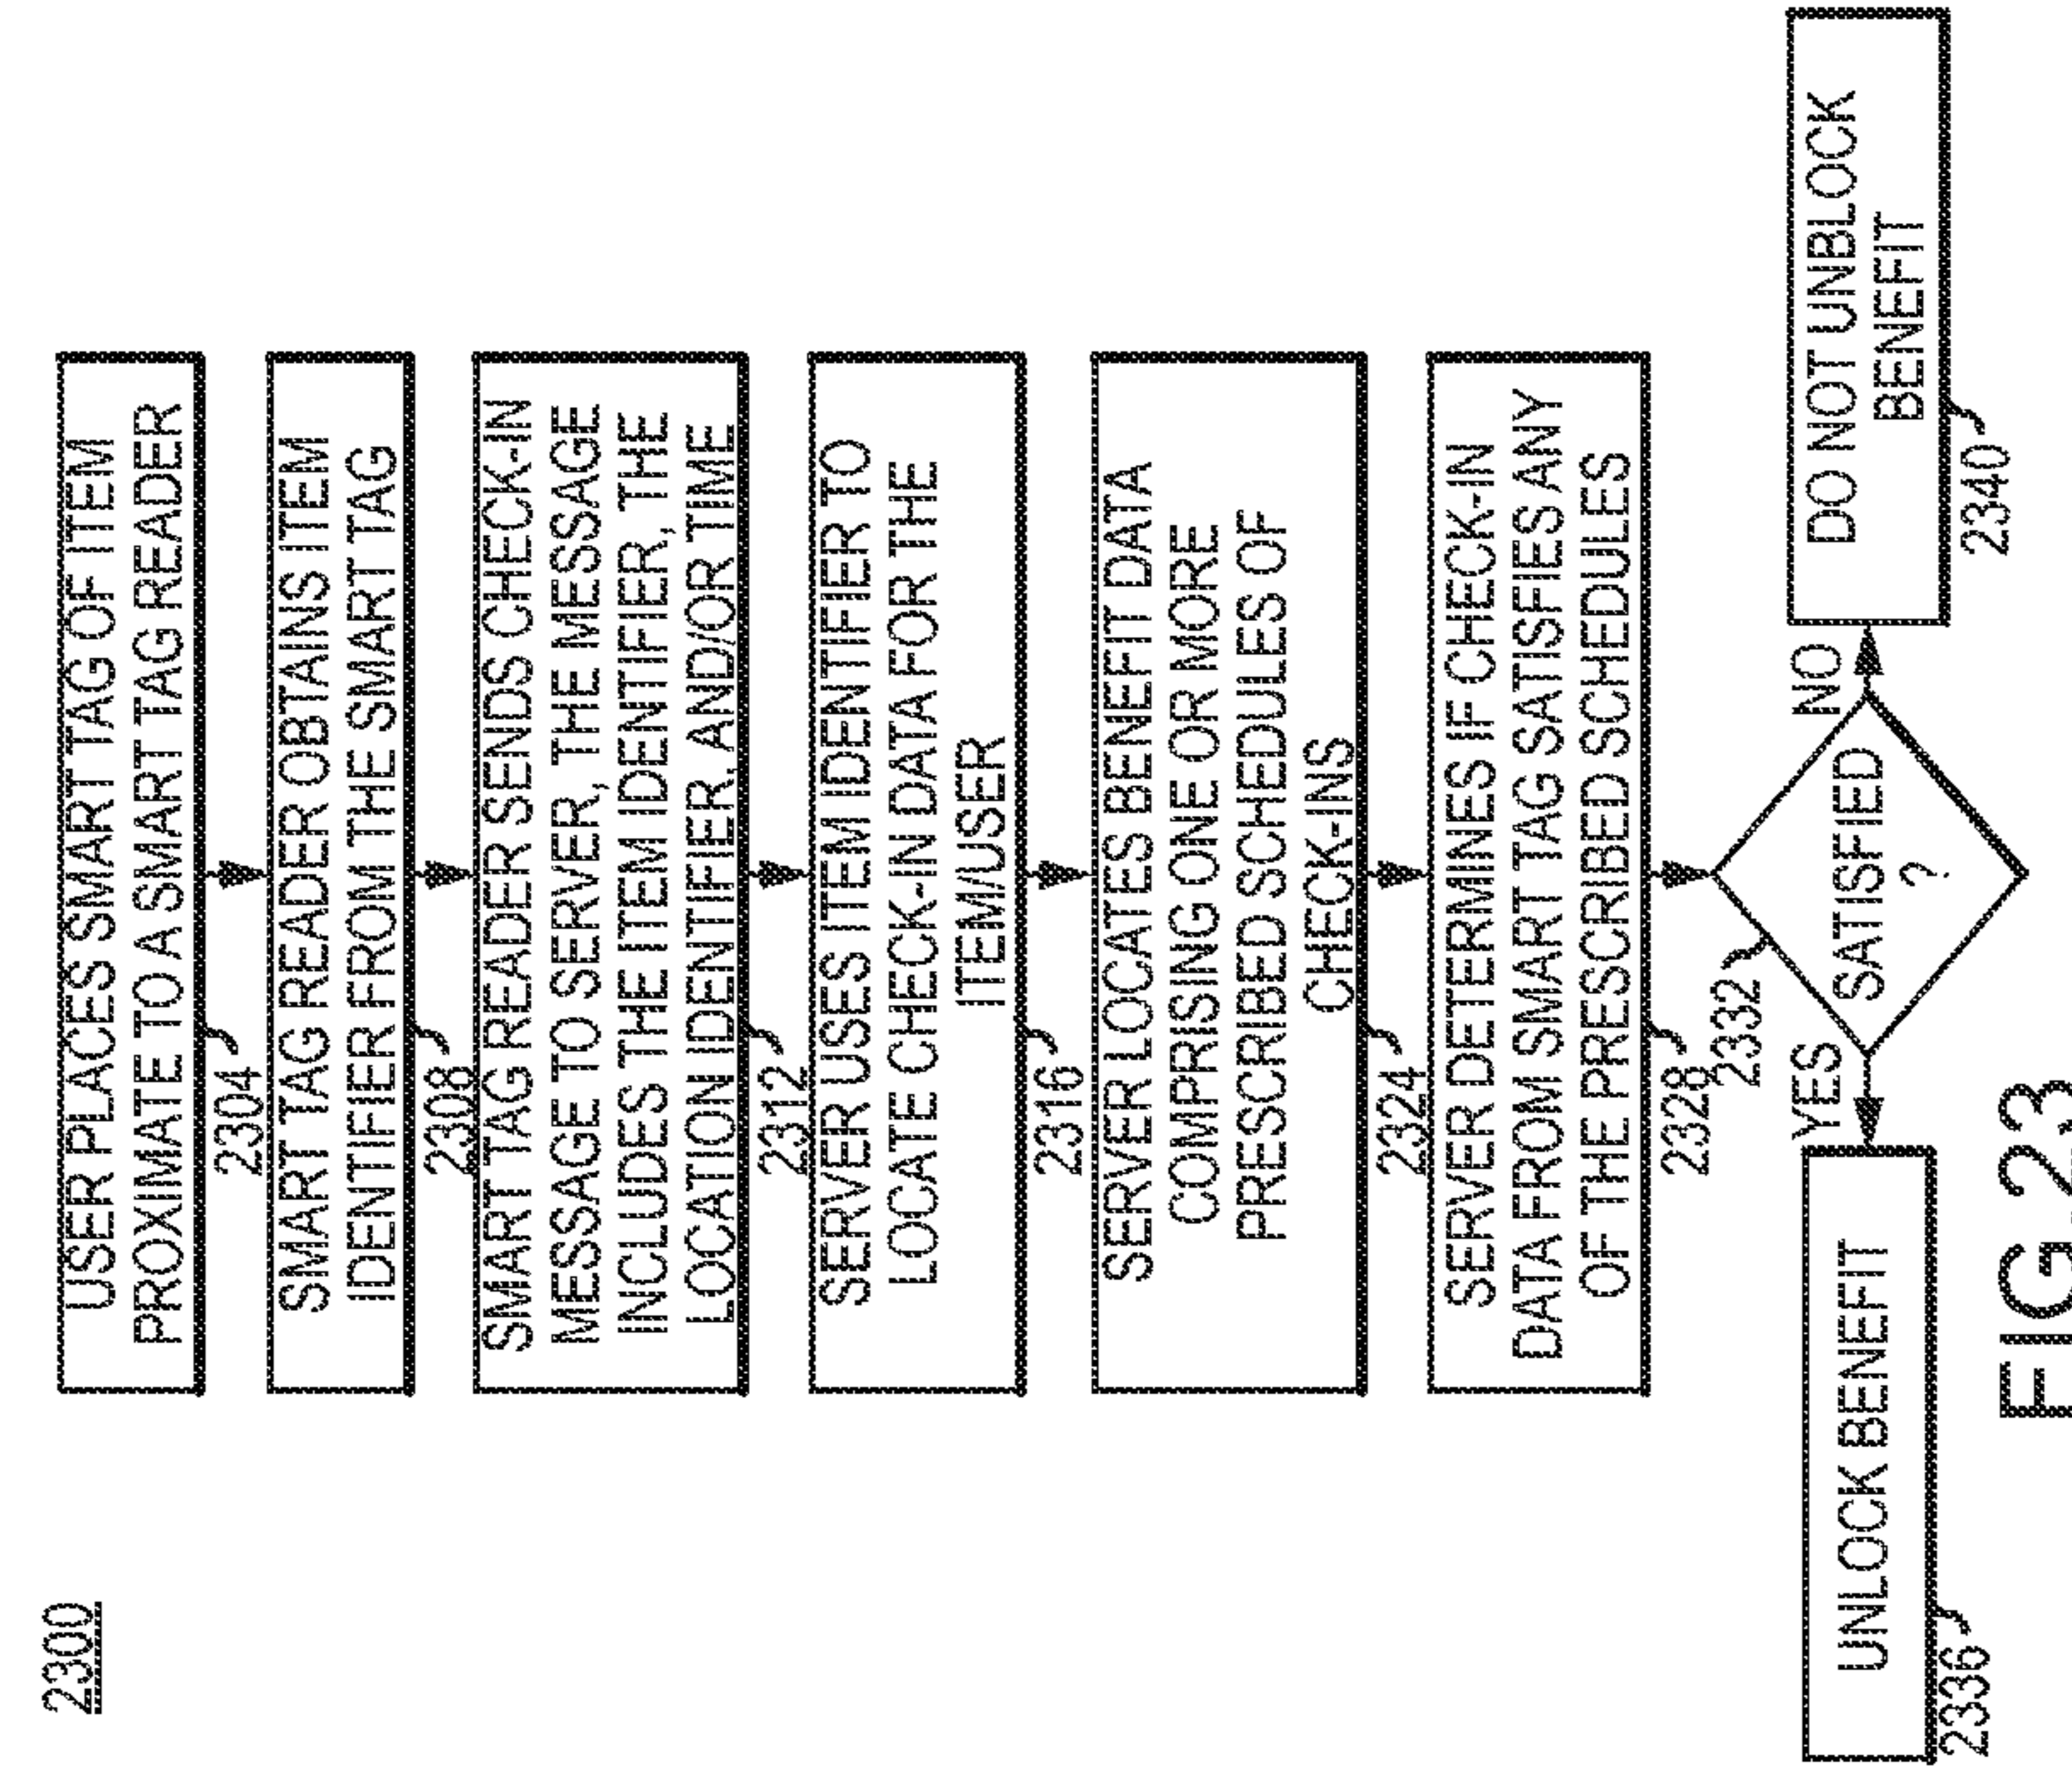 2300
USER PLACES SMART TAG OF ITEM
PROXIMATE TO A SMART TAG READER
2304
SMART TAG READER OBTAINS ITEM
IDENTIFIER FROM THE SMART TAG
2308
SMART TAG READER SENDS CHECK-IN
MESSAGE TO SERVER, THE MESSAGE
INCLUDES THE ITEM IDENTIFIER, THE
LOCATION IDENTIFIER, AND/OR TIME
2312
SERVER USES ITEM IDENTIFIER TO
LOCATE CHECK-IN DATA FOR THE
ITEM/USER
2316
SERVER LOCATES BENEFIT DATA
COMPRISING ONE OR MORE
PRESCRIBED SCHEDULES OF
CHECK-INS
2324
SERVER DETERMINES IF CHECK-IN
DATA FROM SMART TAG SATISFIES ANY
OF THE PRESCRIBED SCHEDULES
2328
2332
SATISFIED
?
YES
NO
UNLOCK BENEFIT
2336
DO NOT UNBLOCK
BENEFIT
2340
FIG.23